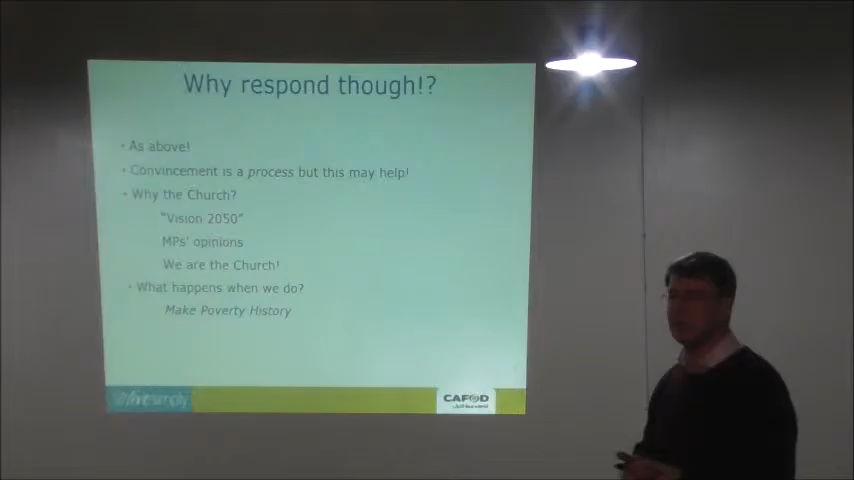 Why respond though!?
• As above!
• Convincement is a process but this may help!
• Why the Church?
"Vision 2050"
MPs' opinions
We are the Church!
• What happens when we do?
Make Poverty History
livesimply
CAFOD